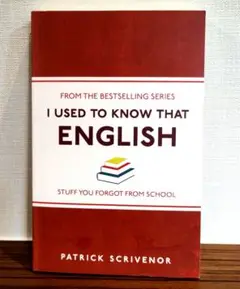 FROM THE BESTSELLING SERIES
I USED TO KNOW THAT
ENGLISH
STUFF YOU FORGOT FROM SCHOOL
PATRICK SCRIVENOR